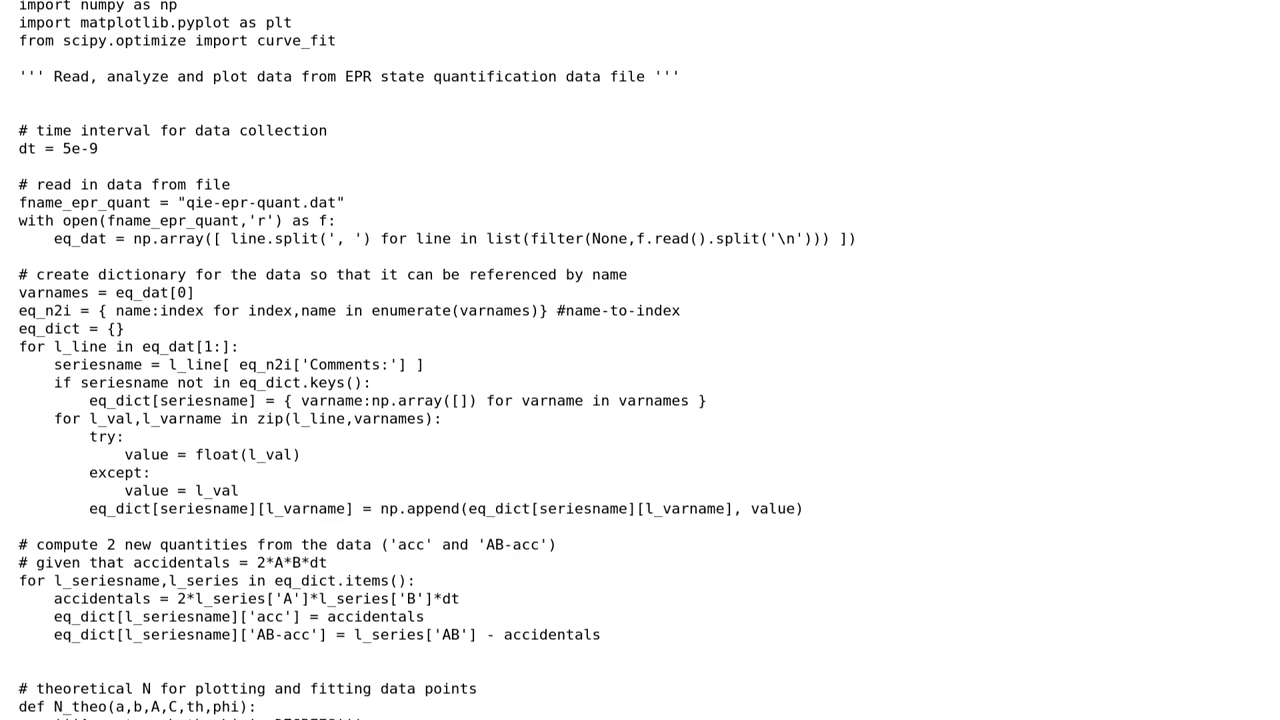 import numpy as np
import matplotlib.pyplot as plt
from scipy.optimize import curve_fit
''' Read, analyze and plot data from EPR state quantification data file '''
# time interval for data collection
dt = 5e-9
# read in data from file
fname_epr_quant = "qie-epr-quant.dat"
with open(fname_epr_quant,'r') as f:
    eq_dat = np.array([ line.split(', ') for line in list(filter(None,f.read().split('\n'))) ])
# create dictionary for the data so that it can be referenced by name
varnames = eq_dat[0]
eq_n2i = { name:index for index,name in enumerate(varnames)} #name-to-index
eq_dict = {}
for l_line in eq_dat[1:]:
    seriesname = l_line[ eq_n2i['Comments:'] ]
    if seriesname not in eq_dict.keys():
        eq_dict[seriesname] = { varname:np.array([]) for varname in varnames }
    for l_val,l_varname in zip(l_line,varnames):
        try:
            value = float(l_val)
        except:
            value = l_val
        eq_dict[seriesname][l_varname] = np.append(eq_dict[seriesname][l_varname], value)
# compute 2 new quantities from the data ('acc' and 'AB-acc')
# given that accidentals = 2*A*B*dt
for l_seriesname,l_series in eq_dict.items():
    accidentals = 2*l_series['A']*l_series['B']*dt
    eq_dict[l_seriesname]['acc'] = accidentals
    eq_dict[l_seriesname]['AB-acc'] = l_series['AB'] - accidentals
# theoretical N for plotting and fitting data points
def N_theo(a,b,A,C,th,phi):